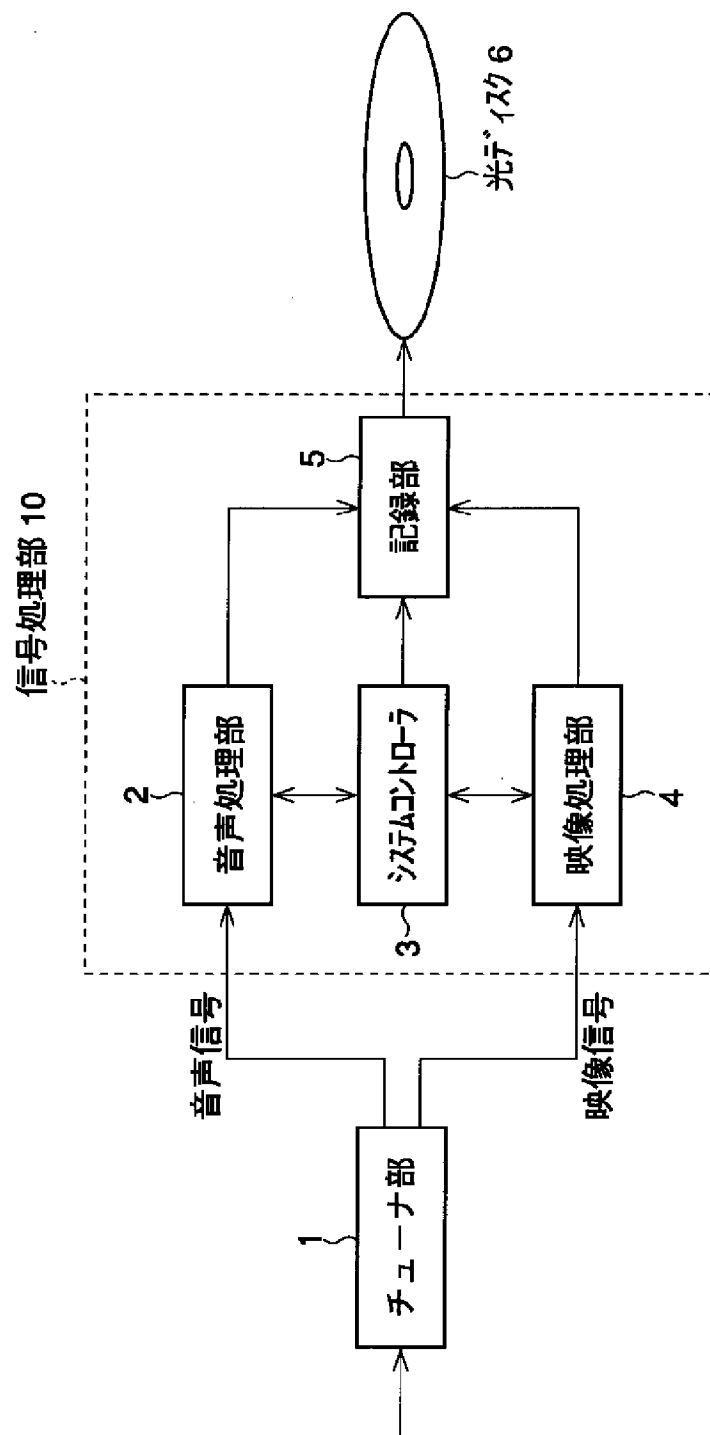 信号処理部 10
1
チューナ部
音声信号
映像信号
2
音声処理部
3
システムコントローラ
映像処理部
4
5
記録部
光ディスク 6